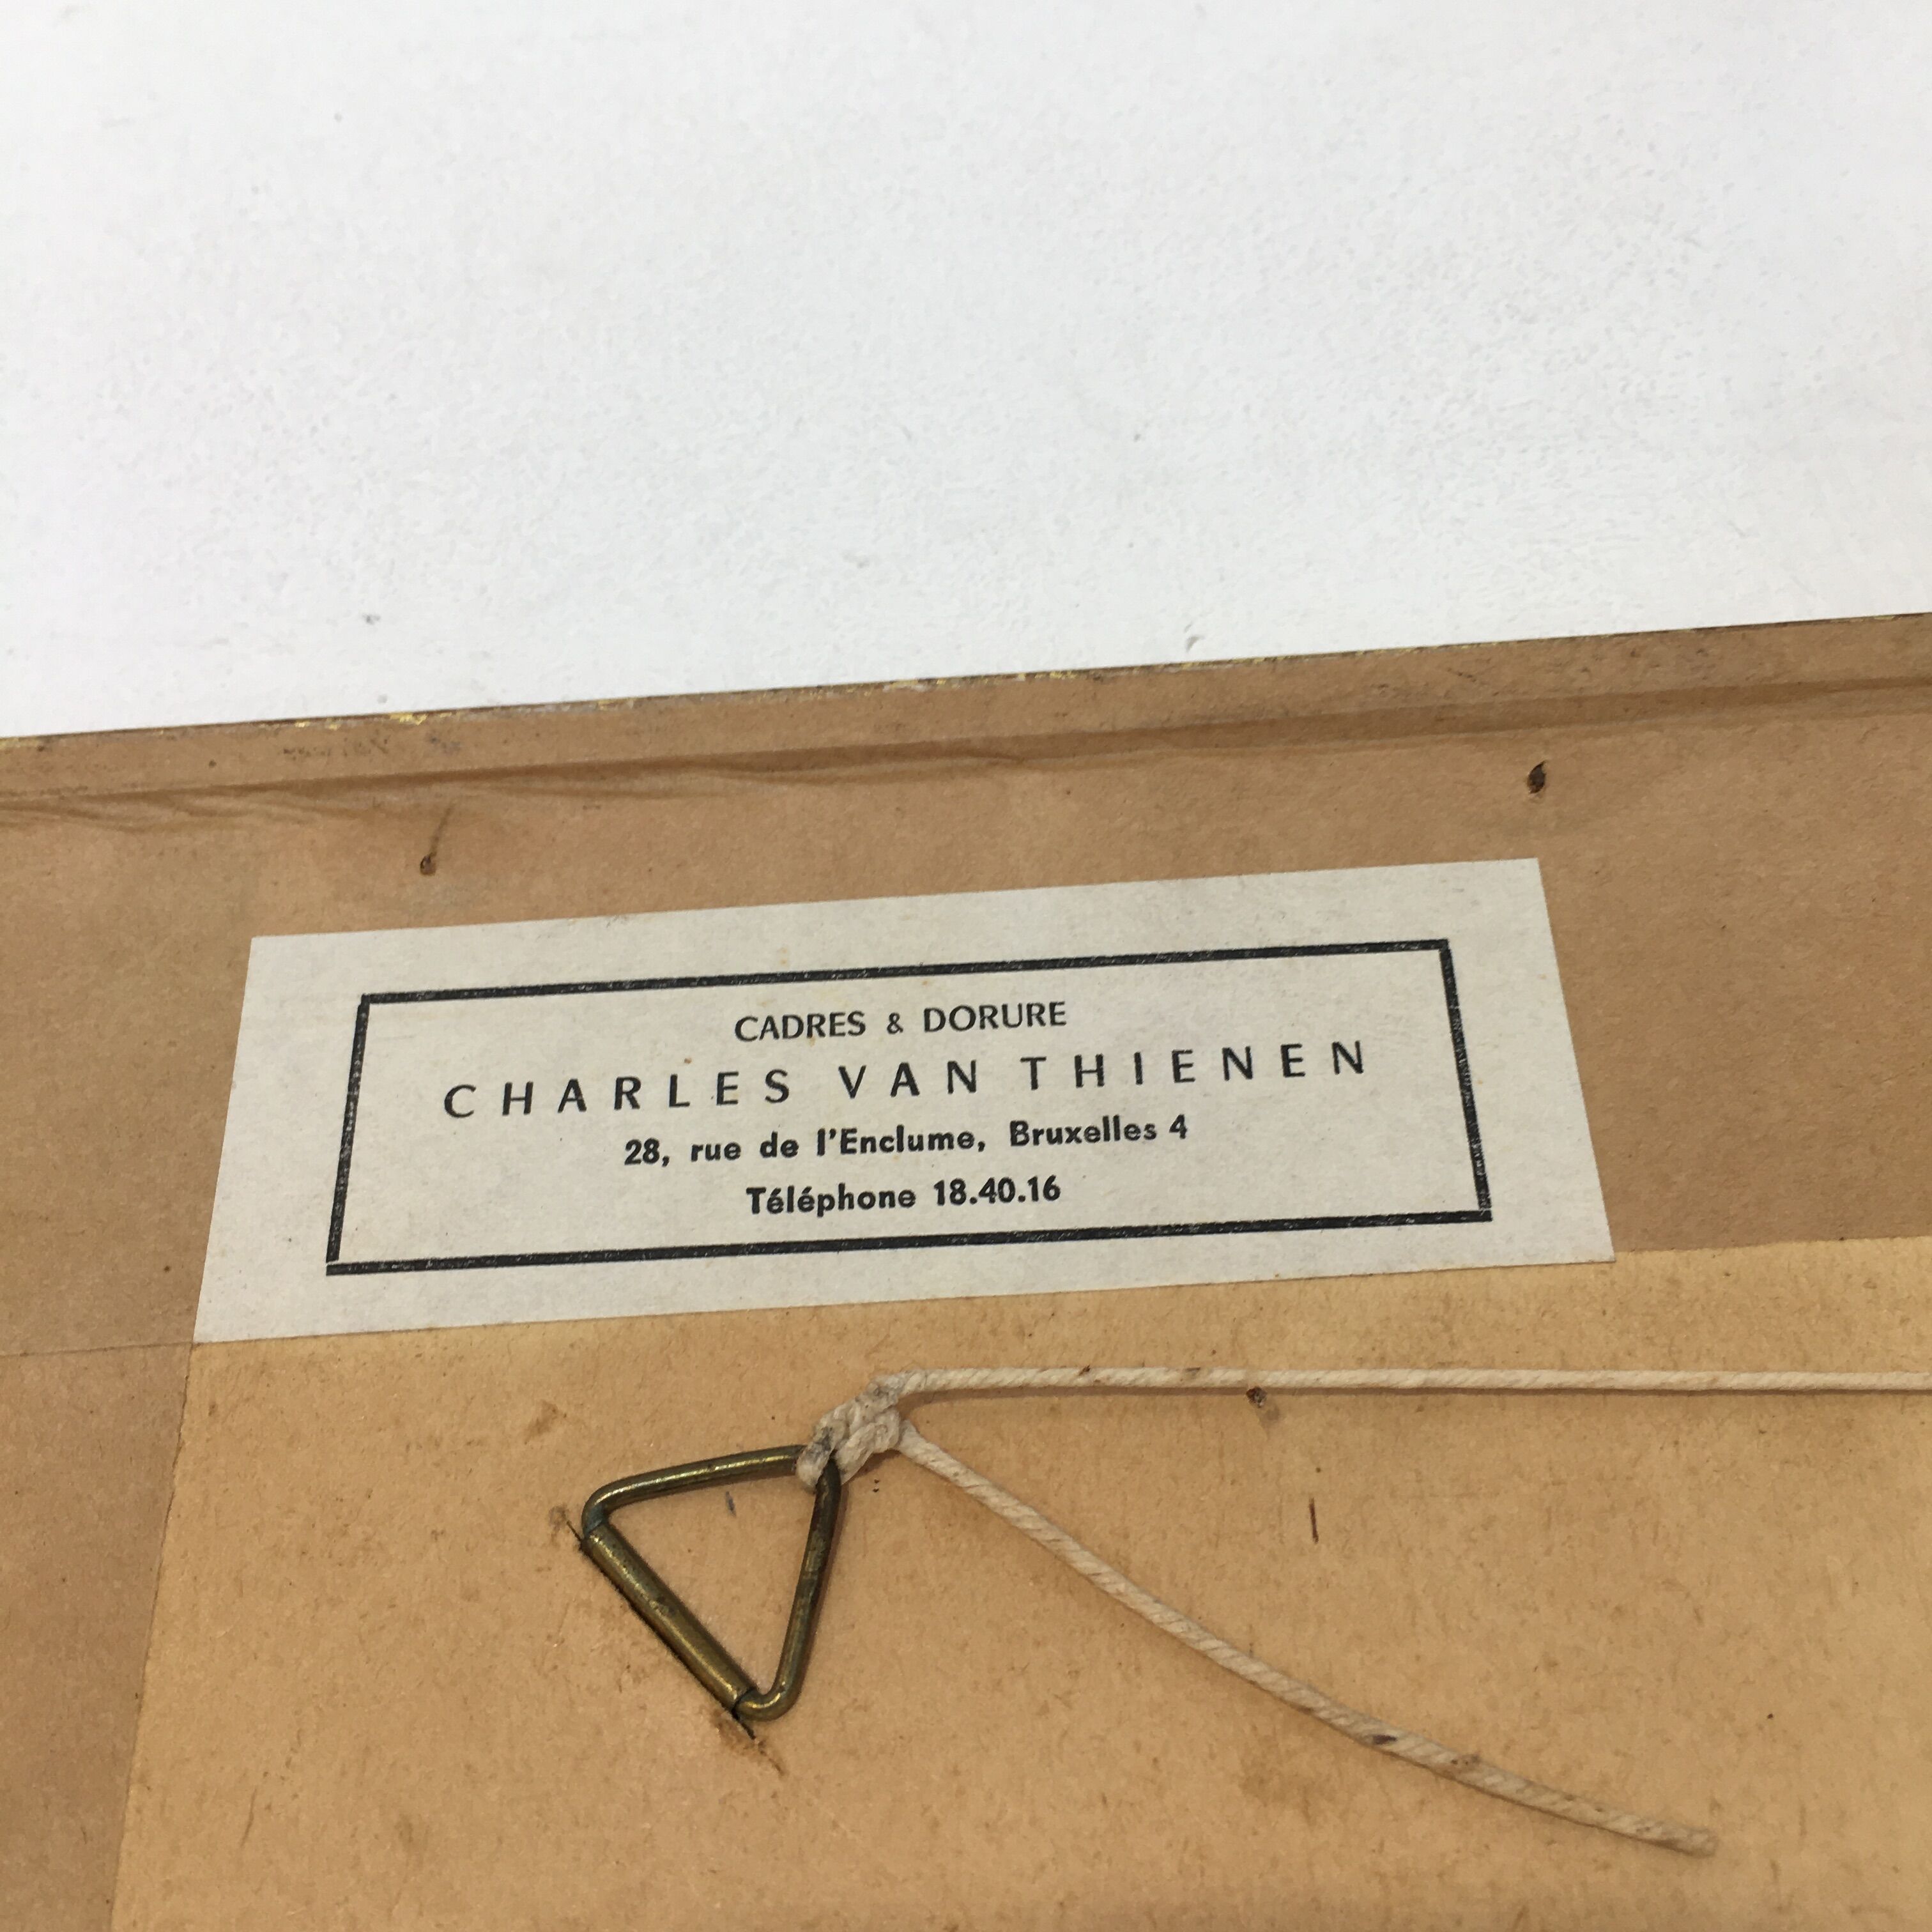 CADRES & DORURE
CHARLES VAN THIENEN
28, rue de l'Enclume, Bruxelles 4
Téléphone 18.40.16